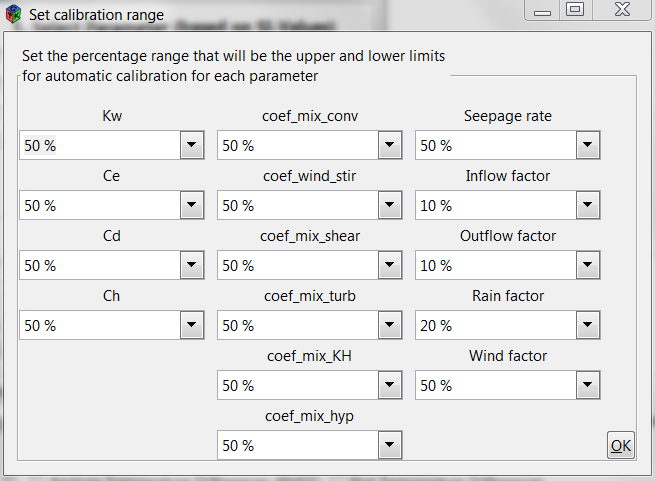 Set calibration range
Set the percentage range that will be the upper and lower limits
for automatic calibration for each parameter
Kw
coef_mix_conv
Seepage rate
50 %
50 %
50 %
Ce
coef_wind_stir
Inflow factor
50 %
50 %
10 %
Cd
coef_mix_shear
Outflow factor
50 %
50 %
10 %
Ch
coef_mix_turb
Rain factor
50 %
50 %
20 %
coef_mix_KH
Wind factor
50 %
50 %
coef_mix_hyp
50 %
OK